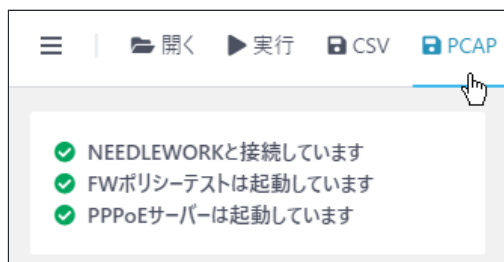 開く 実行 CSV PCAP
NEEDLEWORKと接続しています
FWポリシーテストは起動しています
PPPoEサーバーは起動しています